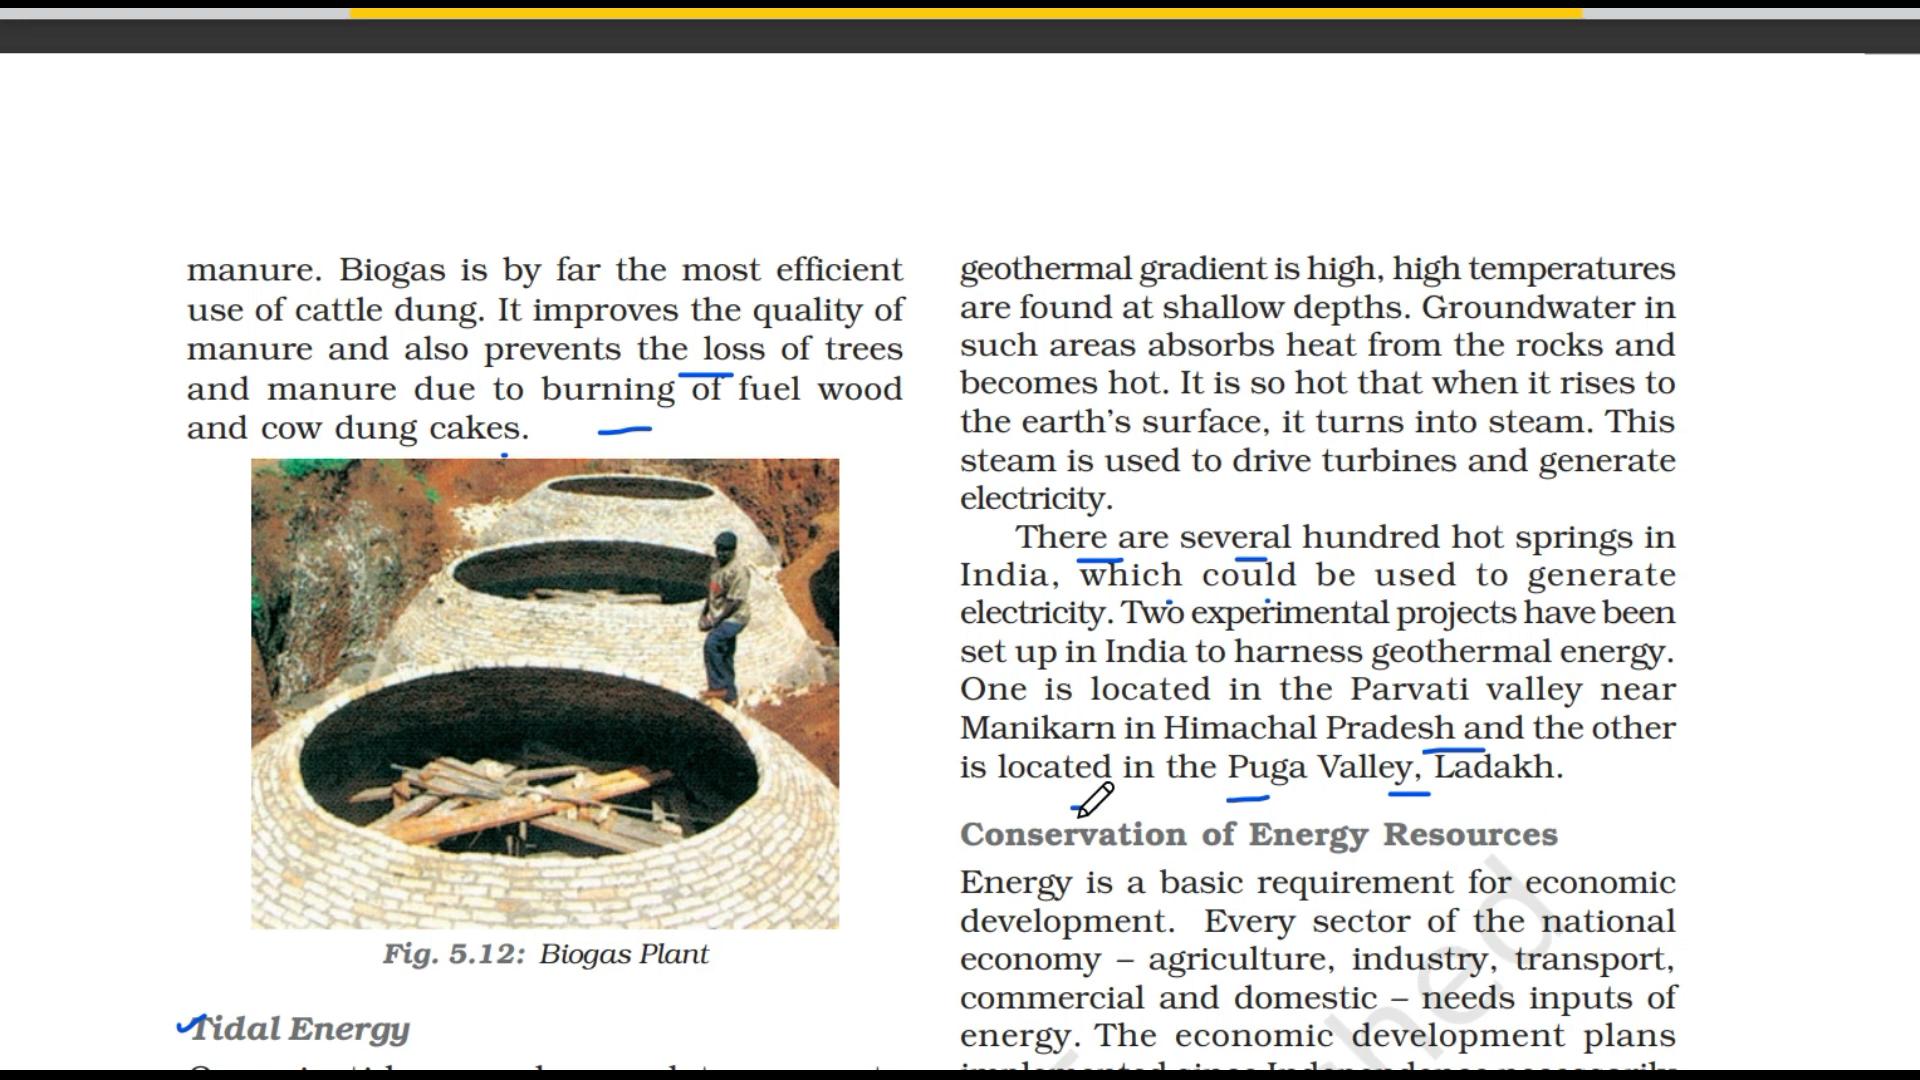 manure. Biogas is by far the most efficient
use of cattle dung. It improves the quality of
manure and also prevents the loss of trees
and manure due to burning of fuel wood
and cow dung cakes.
Fig. 5.12: Biogas Plant
Tidal Energy
geothermal gradient is high, high temperatures
are found at shallow depths. Groundwater in
such areas absorbs heat from the rocks and
becomes hot. It is so hot that when it rises to
the earth’s surface, it turns into steam. This
steam is used to drive turbines and generate
electricity.
There are several hundred hot springs in
India, which could be used to generate
electricity. Two experimental projects have been
set up in India to harness geothermal energy.
One is located in the Parvati valley near
Manikarn in Himachal Pradesh and the other
is located in the Puga Valley, Ladakh.
Conservation of Energy Resources
Energy is a basic requirement for economic
development. Every sector of the national
economy – agriculture, industry, transport,
commercial and domestic – needs inputs of
energy. The economic development plans